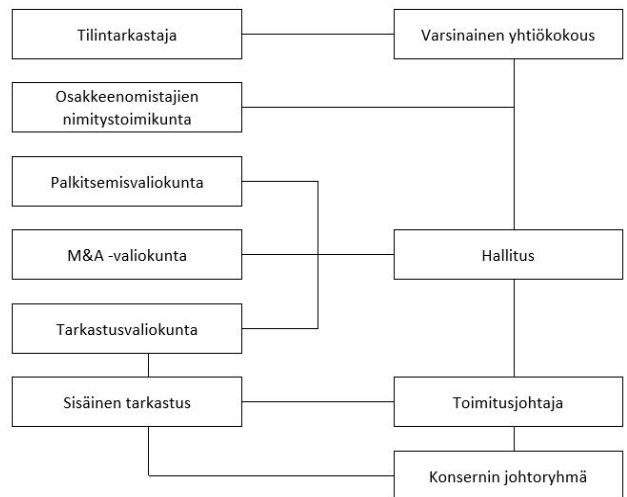 Tilintarkastaja
Varsinainen yhtiökokous
Osakkeenomistajien
nimitystoimikunta
Palkitsemisvaliokunta
M&A -valiokunta
Hallitus
Tarkastusvaliokunta
Sisäinen tarkastus
Toimitusjohtaja
Konsernin johtoryhmä